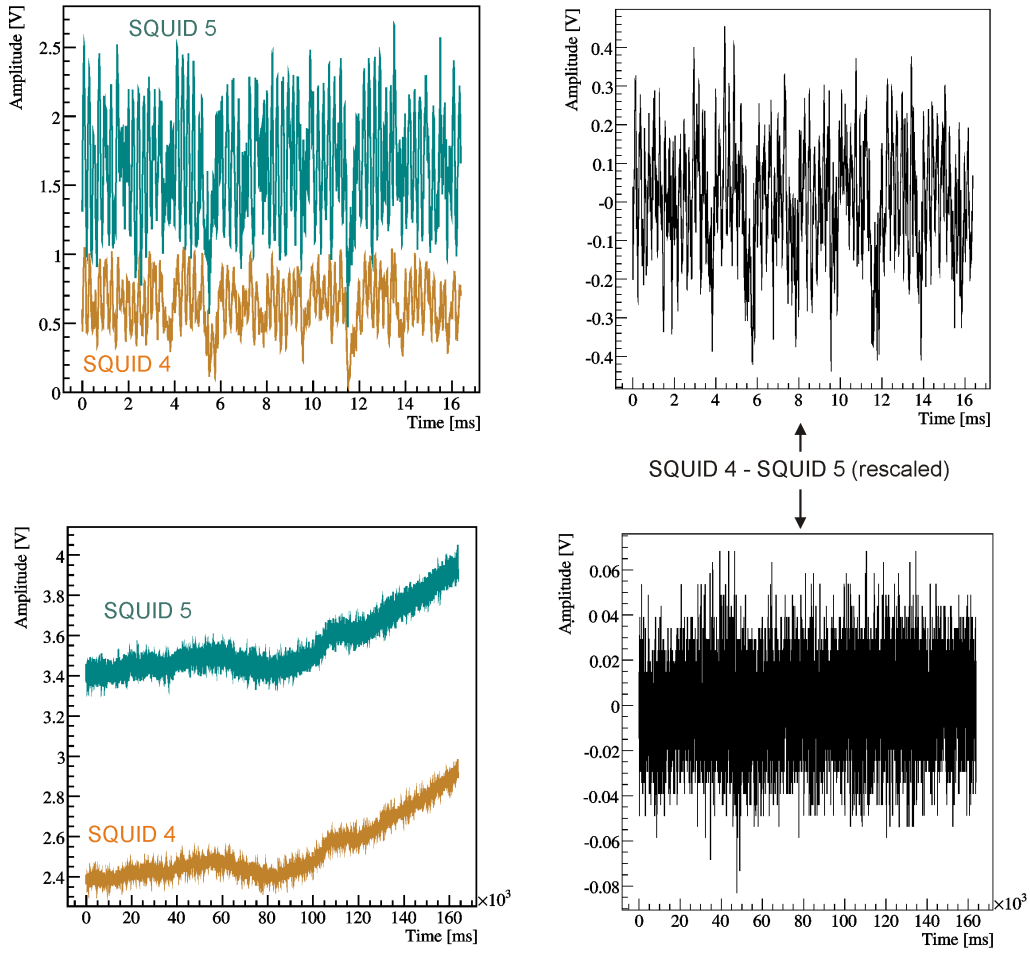 Amplitude [V]
SQUID 5
2.5
2
1.5
1
0.5
0
SQUID 4
0 2 4 6 8 10 12 14 16
Time [ms]
Amplitude [V]
0.4
0.3
0.2
0.1
-0
-0.1
-0.2
-0.3
-0.4
0 2 4 6 8 10 12 14 16
Time [ms]
SQUID 4 - SQUID 5 (rescaled)
Amplitude [V]
4
3.8
SQUID 5
3.6
3.4
3.2
3
2.8
SQUID 4
2.6
2.4
0 20 40 60 80 100 120 140 160
×10³
Time [ms]
Amplitude [V]
0.06
0.04
0.02
0
-0.02
-0.04
-0.06
-0.08
0 20 40 60 80 100 120 140 160
×10³
Time [ms]